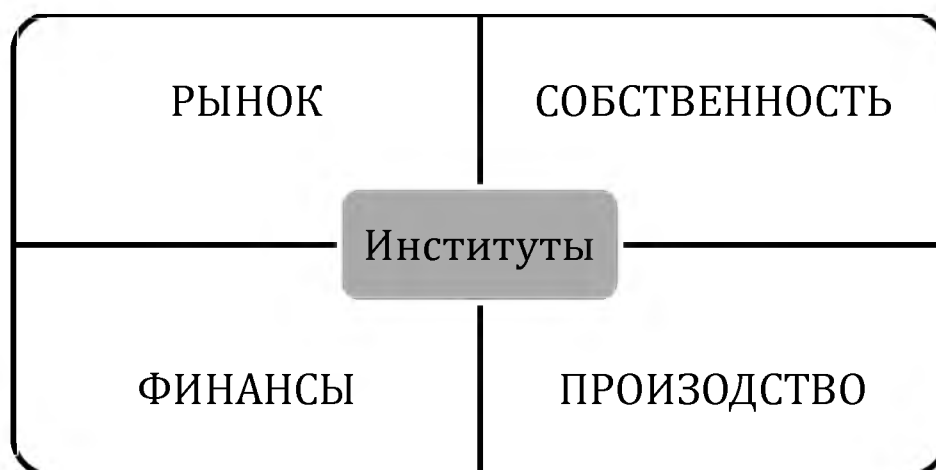 РЫНОК
СОБСТВЕННОСТЬ
Институты
ФИНАНСЫ
ПРОИЗОДСТВО